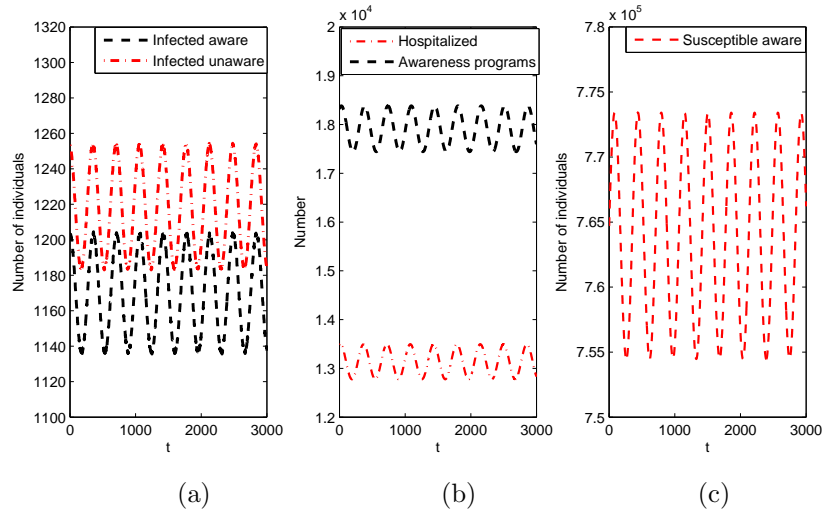 1320
1300
1280
1260
1240
1220
1200
1180
1160
1140
1120
1100
Number of individuals
0 1000 2000 3000
t
Infected aware
Infected unaware
(a)
x 10^4
2
1.9
1.8
1.7
1.6
1.5
1.4
1.3
1.2
Number
0 1000 2000 3000
t
Hospitalized
Awareness programs
(b)
x 10^5
7.8
7.75
7.7
7.65
7.6
7.55
7.5
Number of individuals
0 1000 2000 3000
t
Susceptible aware
(c)